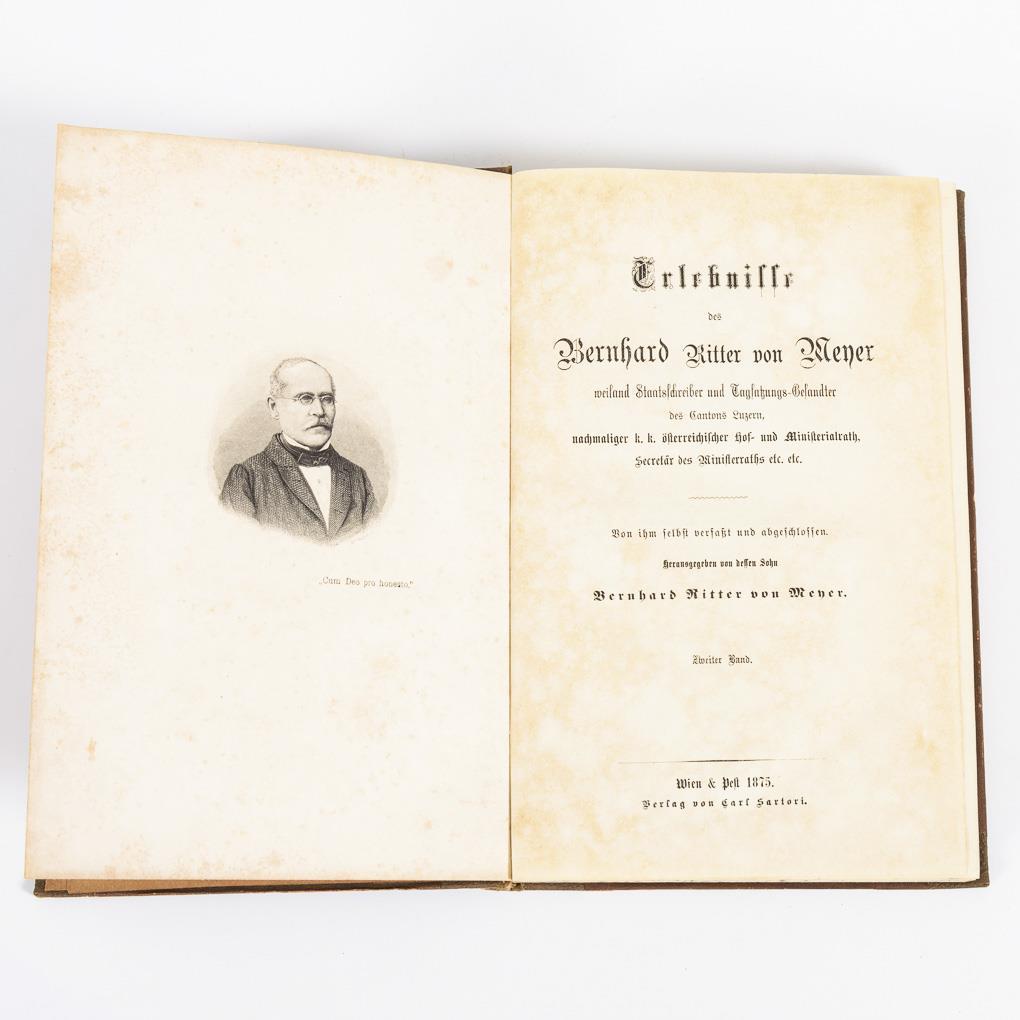 „Cum Deo pro honesto."
Erlebnisse
des
Bernhard Ritter von Meyer
weiland Staatsschreiber und Tagsatzungs-Gesandter
des Cantons Luzern,
nachmaliger k. k. österreichischer Hof- und Ministerialrath,
Secretär des Ministerraths etc. etc.
Von ihm selbst verfaßt und abgeschlossen.
Herausgegeben von dessen Sohn
Bernhard Ritter von Meyer.
Zweiter Band.
Wien & Pest 1875.
Verlag von Carl Sartori.